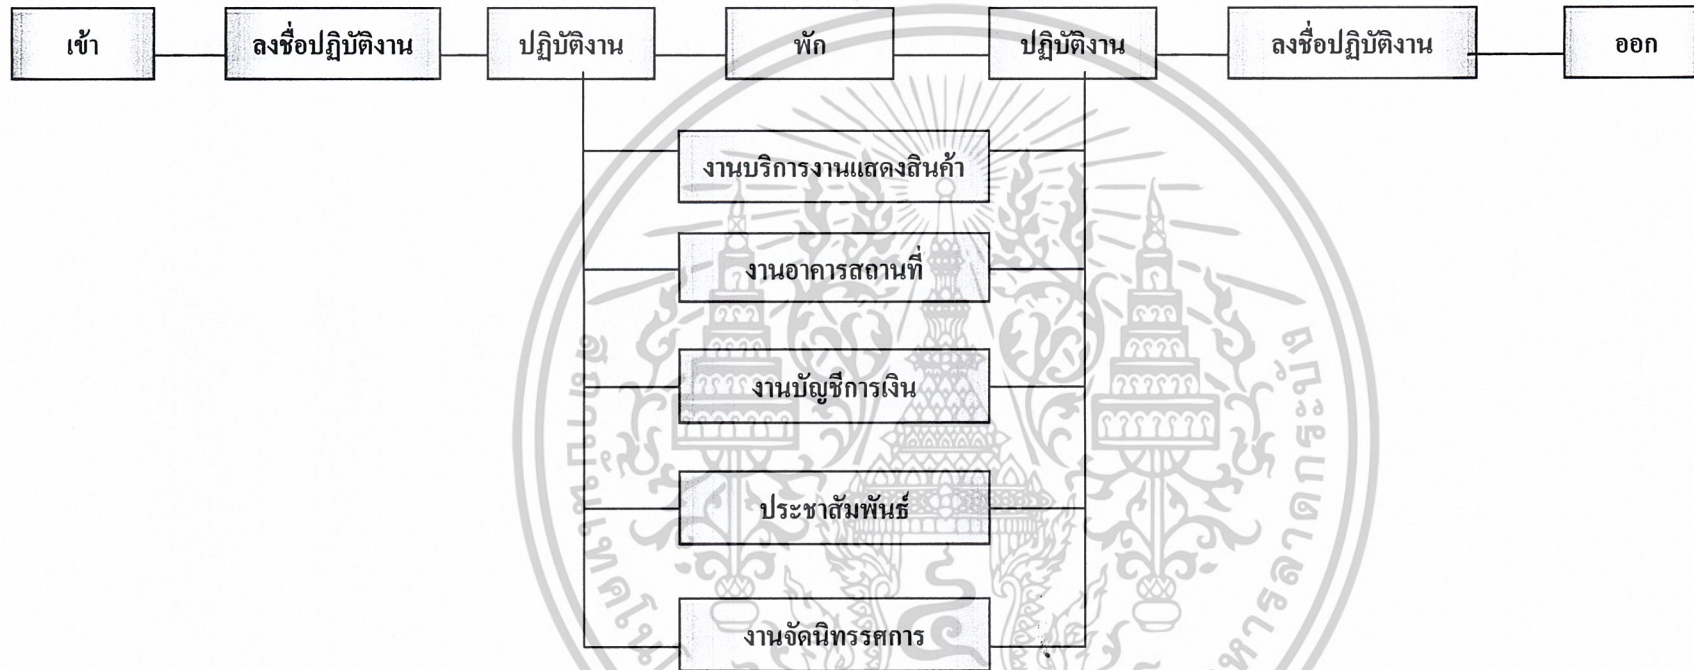 เข้า
ลงชื่อปฏิบัติงาน
ปฏิบัติงาน
พัก
ปฏิบัติงาน
ลงชื่อปฏิบัติงาน
ออก
งานบริการงานแสดงสินค้า
งานอาคารสถานที่
งานบัญชีการเงิน
ประชาสัมพันธ์
งานจัดนิทรรศการ